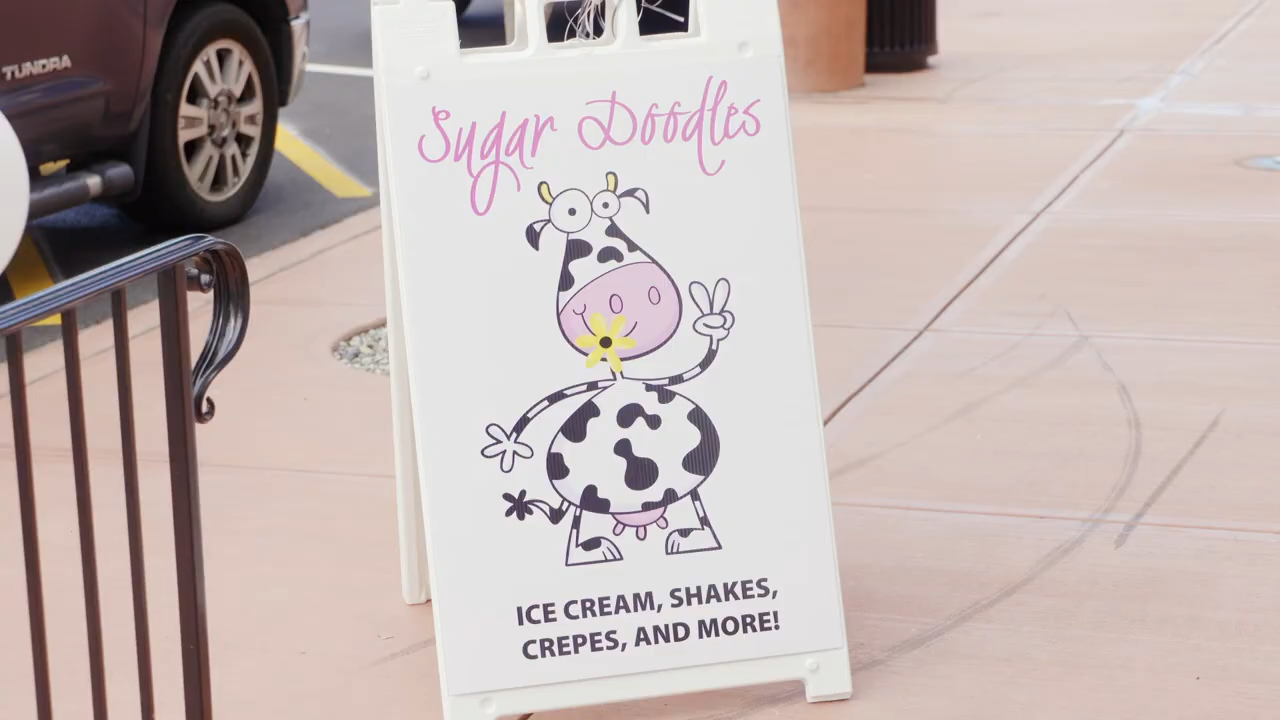 TUNDRA
Sugar Doodles
ICE CREAM, SHAKES,
CREPES, AND MORE!